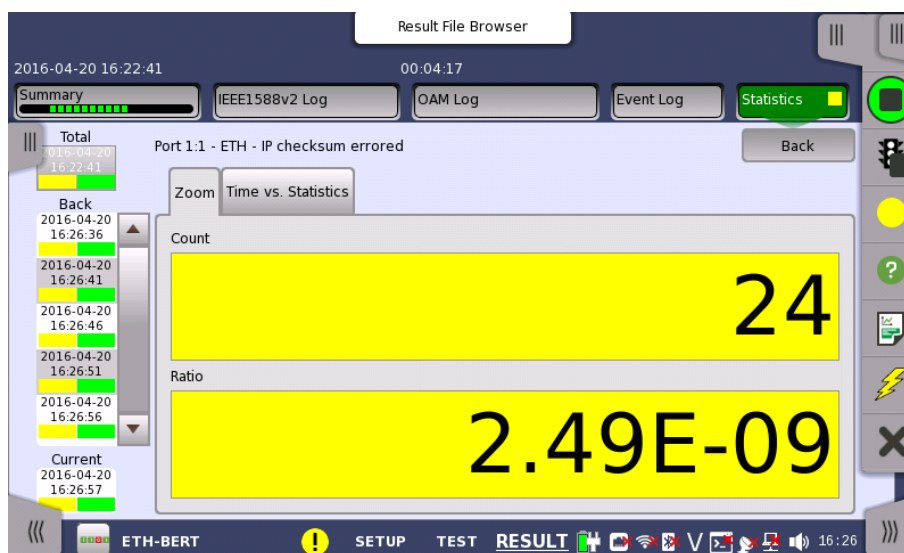 Result File Browser
2016-04-20 16:22:41
00:04:17
Summary
IEEE1588v2 Log
OAM Log
Event Log
Statistics
Total
2016-04-20
16:22:41
Port 1:1 - ETH - IP checksum errored
Back
Zoom
Time vs. Statistics
Back
2016-04-20
16:26:36
2016-04-20
16:26:41
2016-04-20
16:26:46
2016-04-20
16:26:51
2016-04-20
16:26:56
Current
2016-04-20
16:26:57
Count
24
Ratio
2.49E-09
ETH-BERT
SETUP
TEST
RESULT
V
16:26